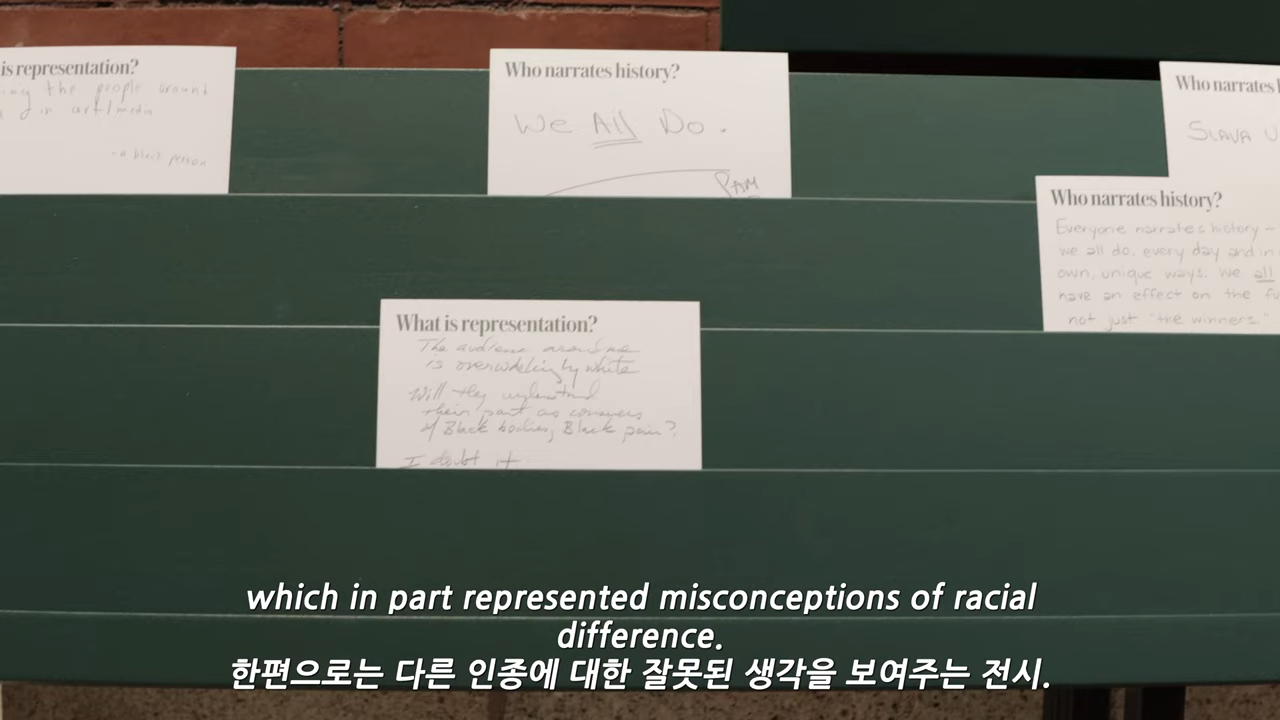 is representation?
ing the people around
in art/media
-a black person
Who narrates history?
We All Do.
PAM
Who narrates h
SLAVA U
Who narrates history?
Everyone narrates history -
we all do, every day and in
own, unique ways. We all
have an effect on the fu
not just "the winners."
What is representation?
The audience around me
is overwhelmingly white
Will they understand
their part as consumers
of Black bodies, Black pain?
I doubt it
which in part represented misconceptions of racial
difference.
한편으로는 다른 인종에 대한 잘못된 생각을 보여주는 전시.